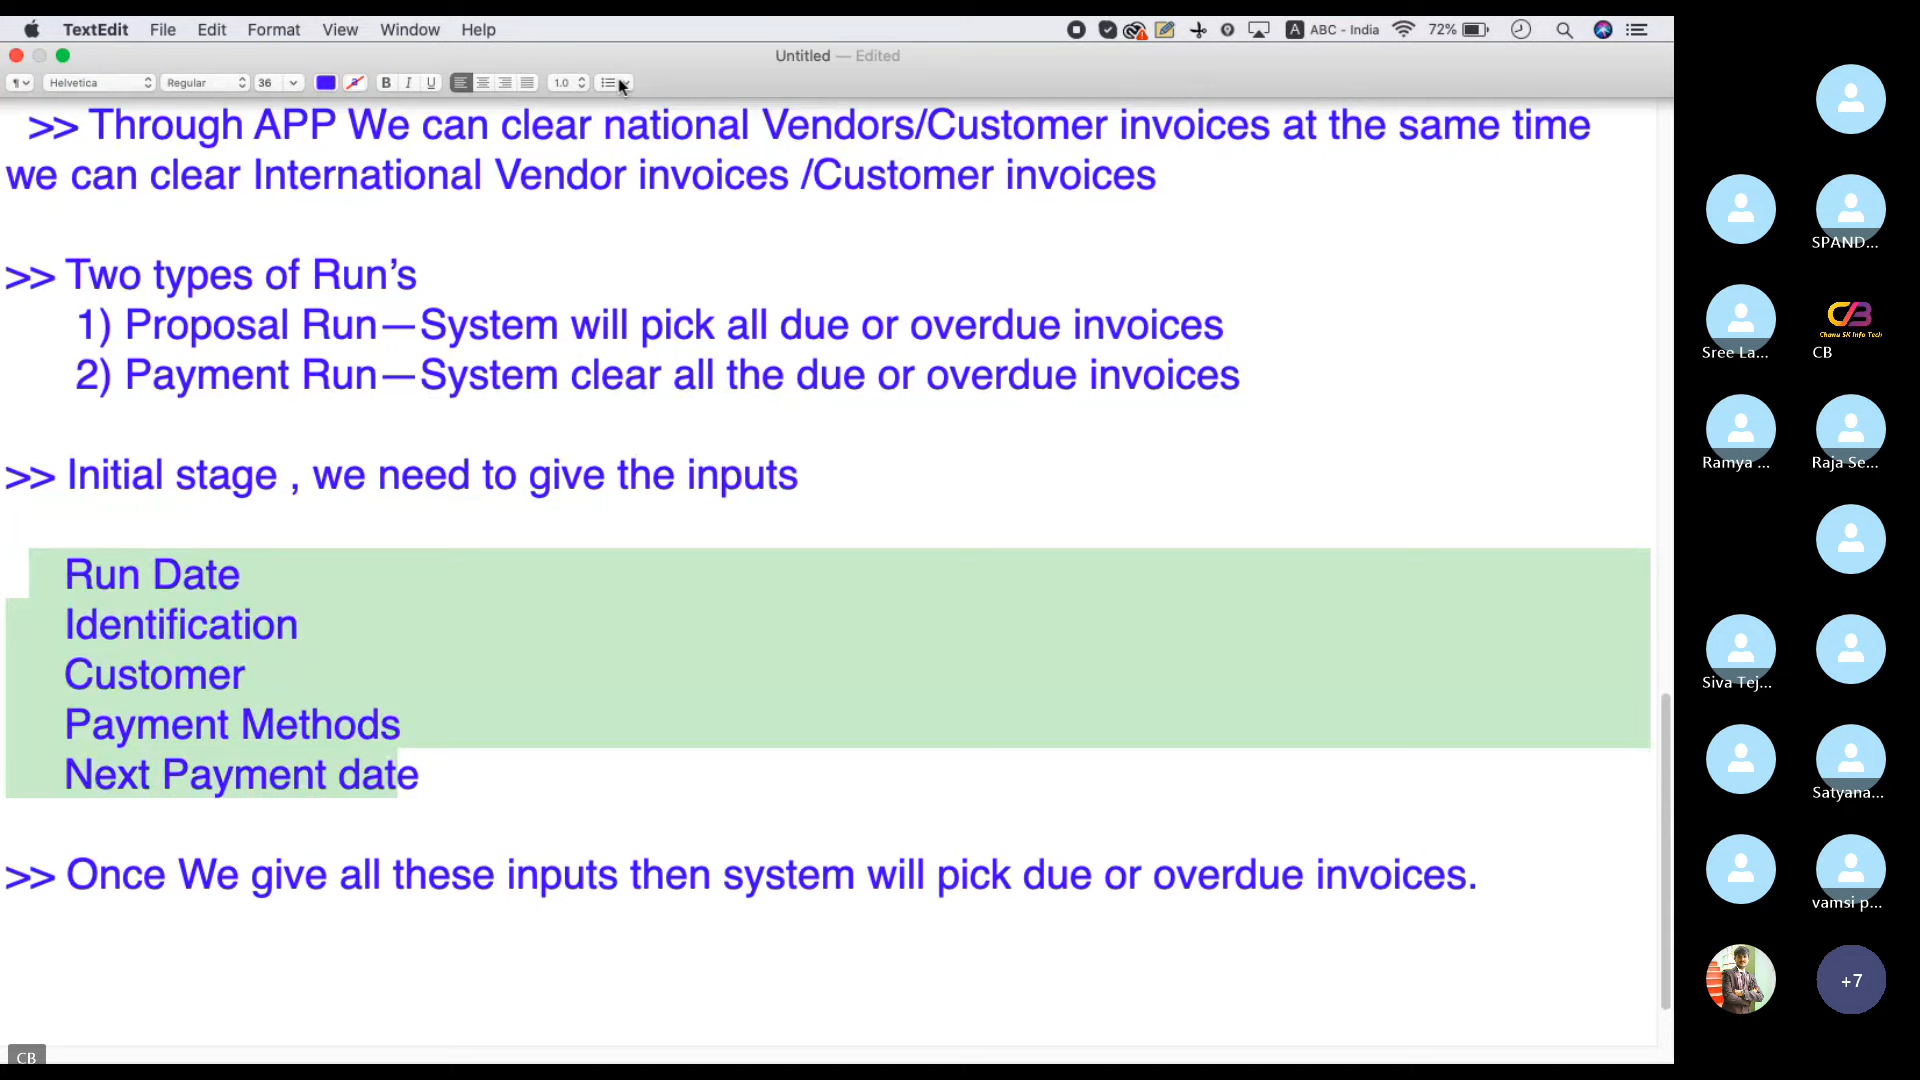 TextEdit File Edit Format View Window Help A ABC - India 72%
Untitled — Edited
¶ Helvetica Regular 36 a B I U 1.0
>> Through APP We can clear national Vendors/Customer invoices at the same time
we can clear International Vendor invoices /Customer invoices
>> Two types of Run’s
1) Proposal Run—System will pick all due or overdue invoices
2) Payment Run—System clear all the due or overdue invoices
>> Initial stage , we need to give the inputs
Run Date
Identification
Customer
Payment Methods
Next Payment date
>> Once We give all these inputs then system will pick due or overdue invoices.
CB
SPAND...
CB
Chanu SK Info Tech
Sree La...
CB
Ramya ...
Raja Se...
Siva Tej...
Satyana...
vamsi p...
+7